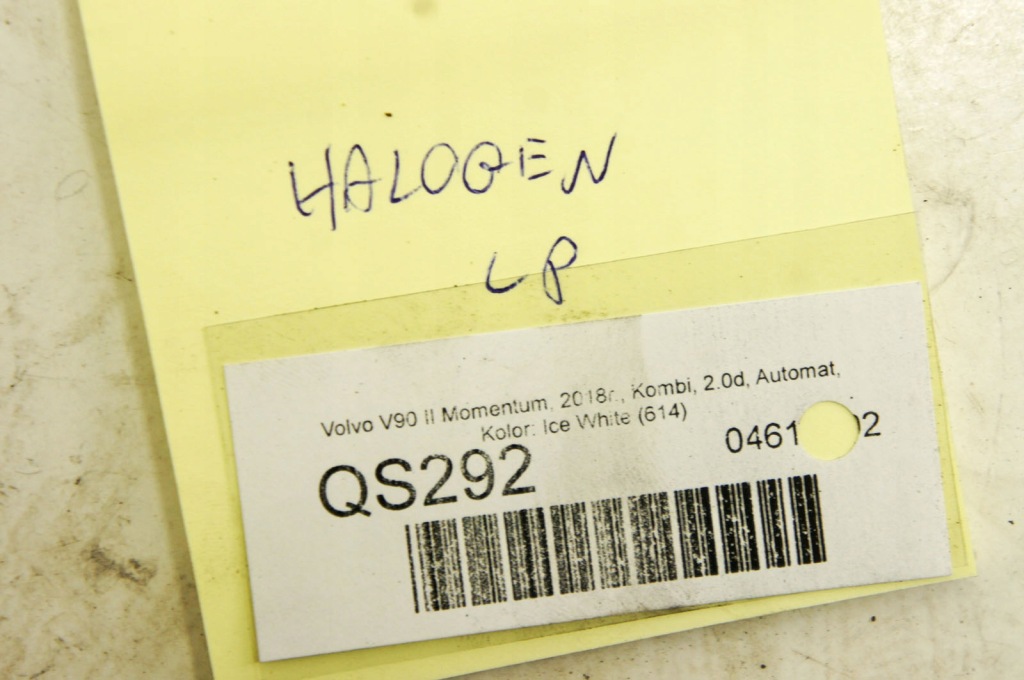 HALOGEN
LP
Volvo V90 II Momentum, 2018r., Kombi, 2.0d, Automat,
Kolor: Ice White (614)
QS292